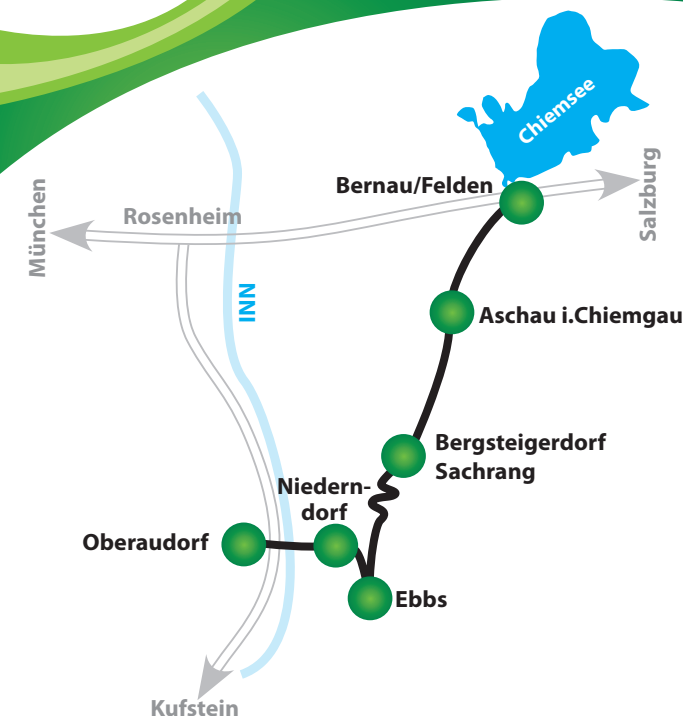 Chiemsee
Bernau/Felden
Salzburg
München
Rosenheim
INN
Aschau i.Chiemgau
Bergsteigerdorf
Sachrang
Niedern-
dorf
Oberaudorf
Ebbs
Kufstein